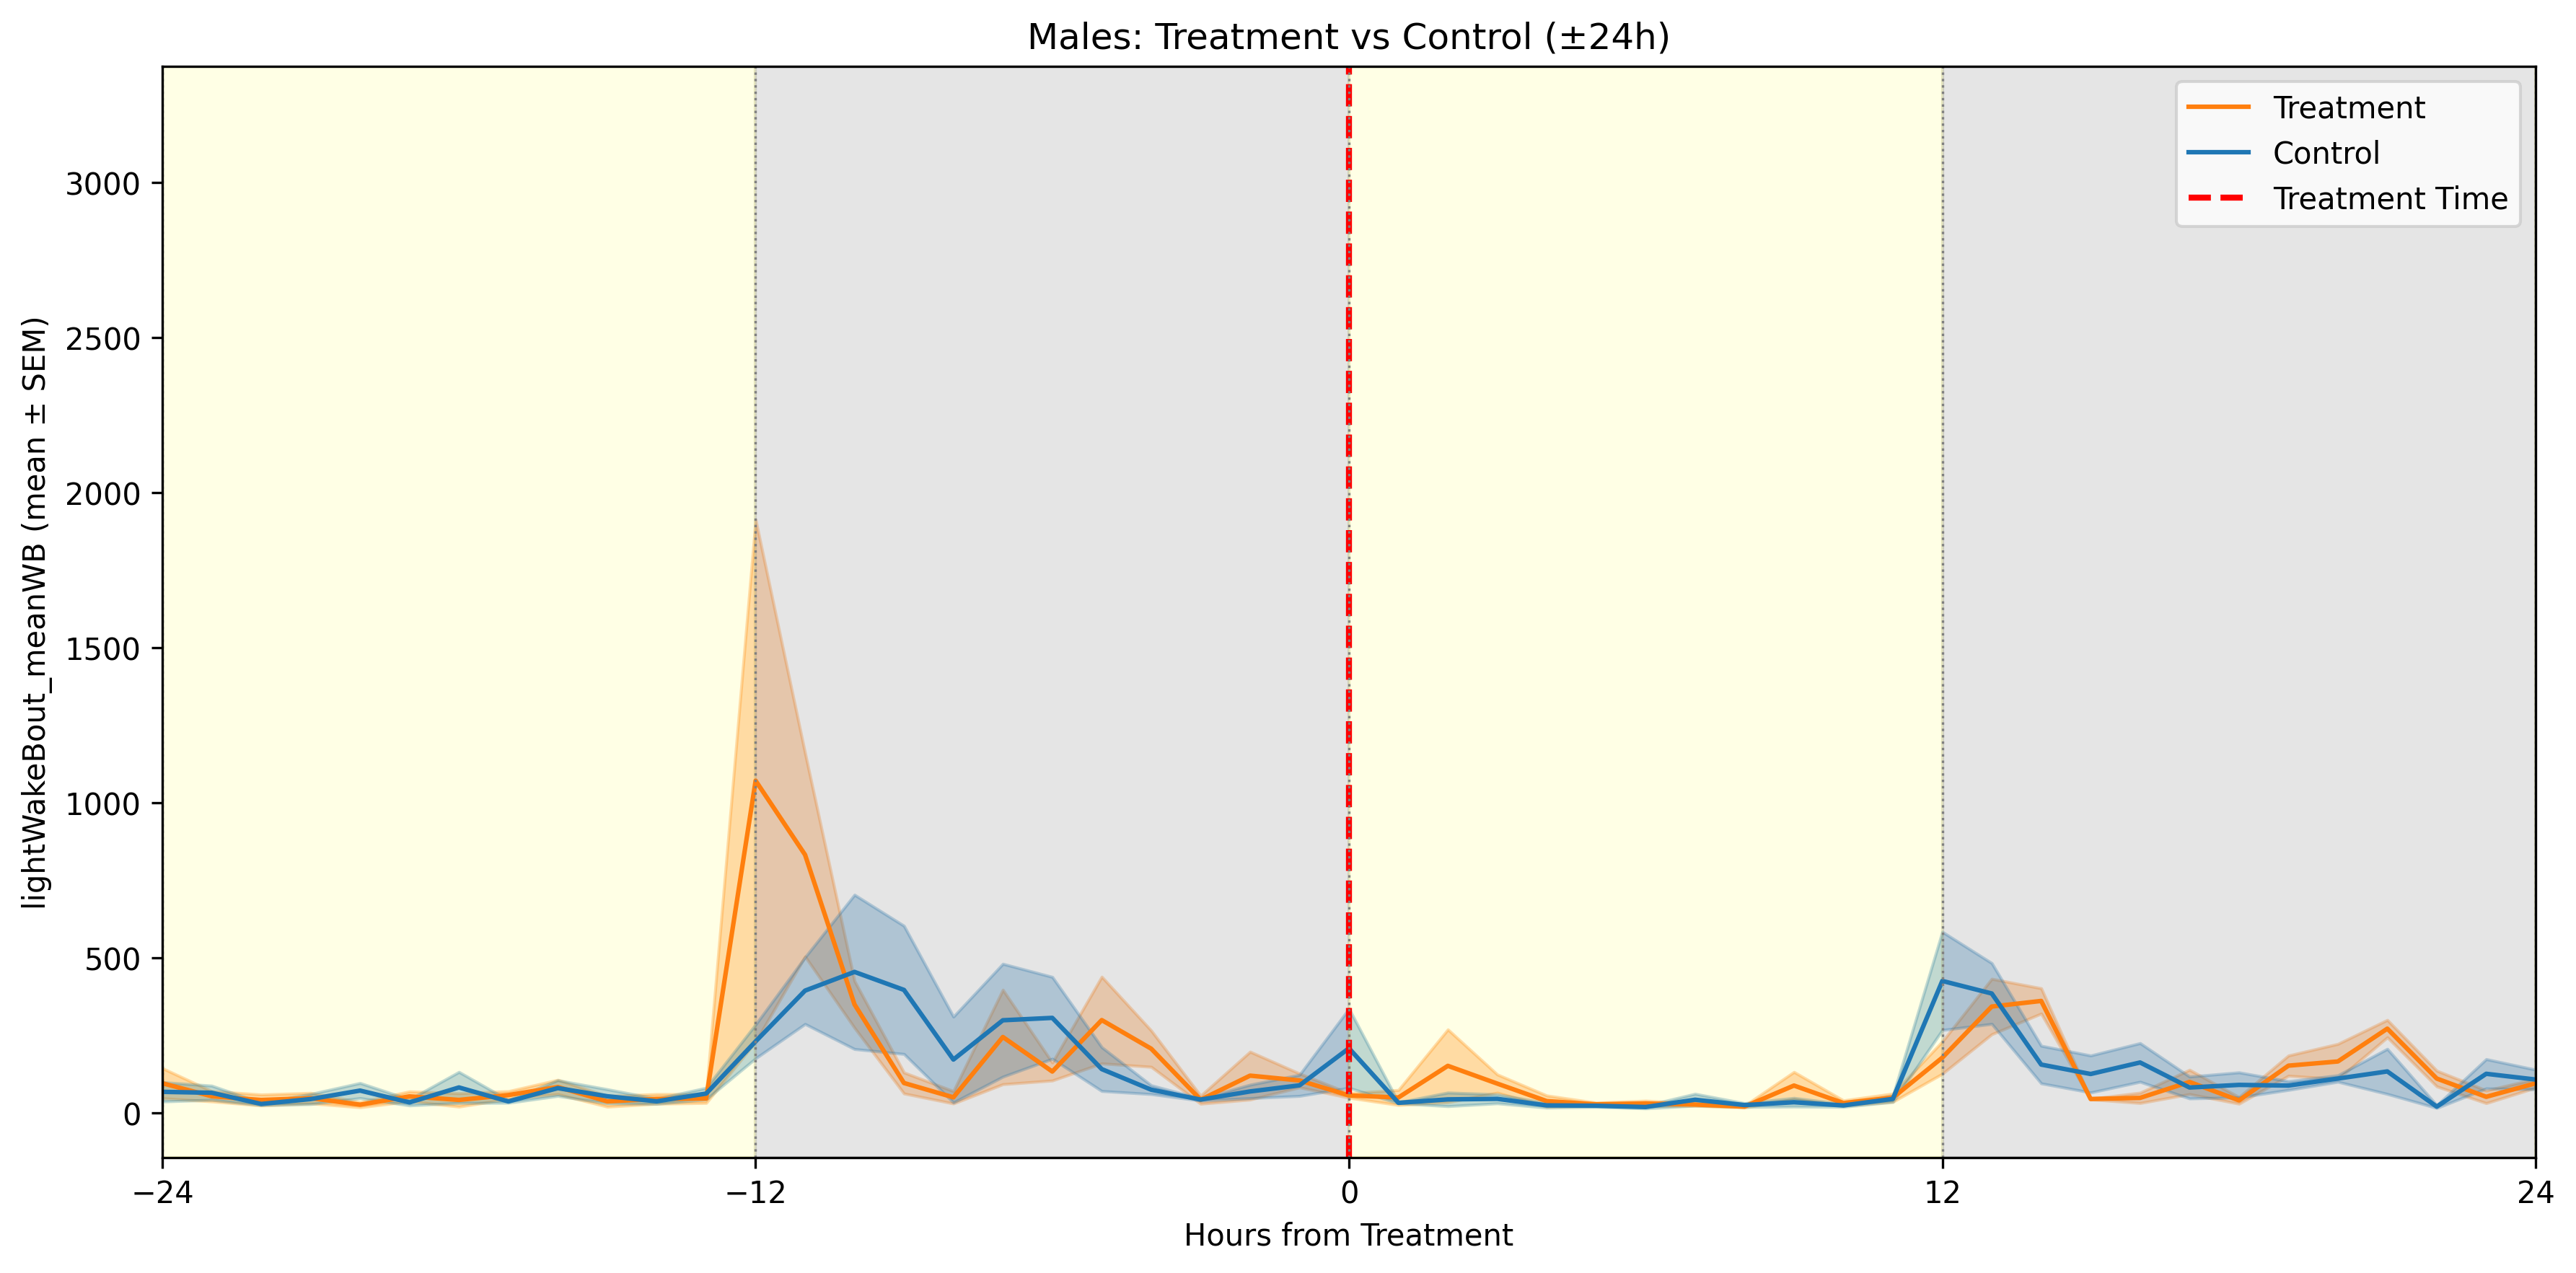 Males: Treatment vs Control (±24h)
Treatment
Control
Treatment Time
lightWakeBout_meanWB (mean ± SEM)
3000
2500
2000
1500
1000
500
0
−24
−12
0
12
24
Hours from Treatment